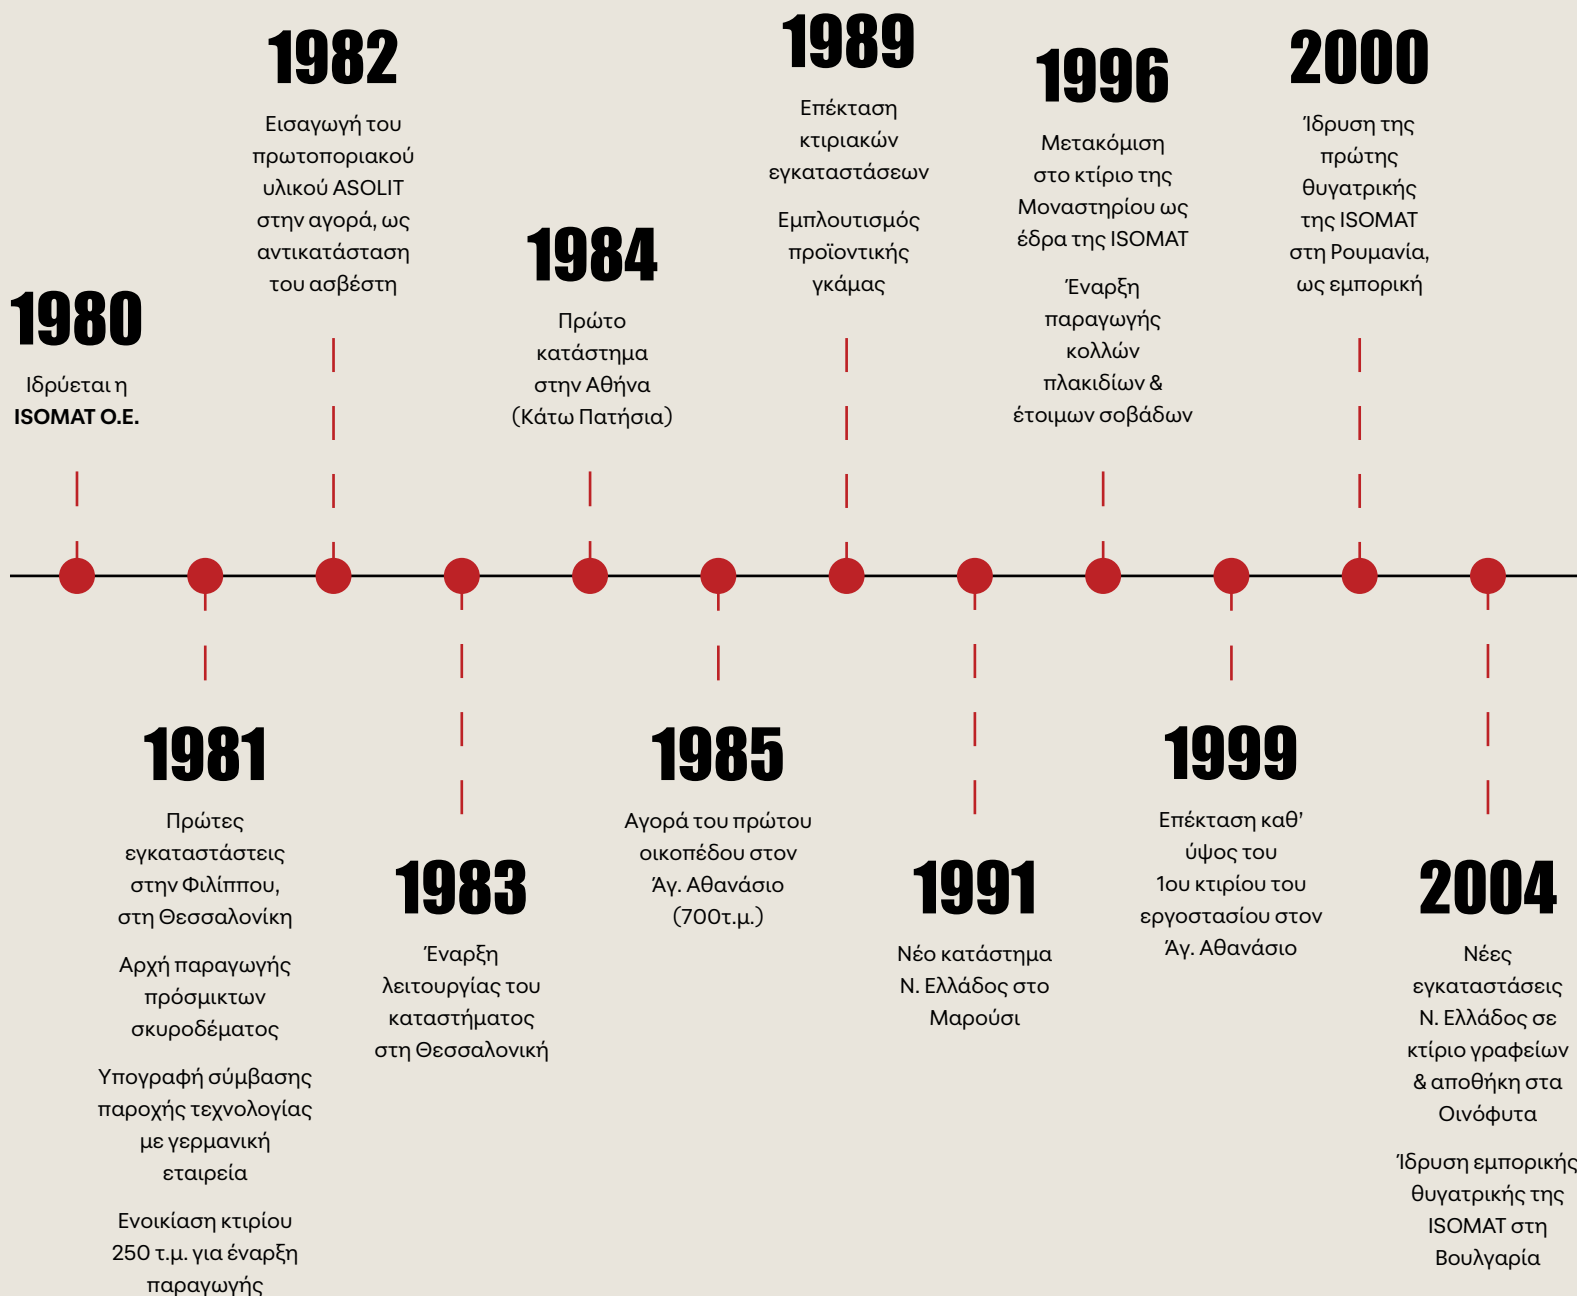 1980
Ιδρύεται η
ISOMAT Ο.Ε.
1981
Πρώτες
εγκαταστάστεις
στην Φιλίππου,
στη Θεσσαλονίκη
Αρχή παραγωγής
πρόσμικτων
σκυροδέματος
Υπογραφή σύμβασης
παροχής τεχνολογίας
με γερμανική
εταιρεία
Ενοικίαση κτιρίου
250 τ.μ. για έναρξη
παραγωγής
1982
Εισαγωγή του
πρωτοποριακού
υλικού ASOLIT
στην αγορά, ως
αντικατάσταση
του ασβέστη
1983
Έναρξη
λειτουργίας του
καταστήματος
στη Θεσσαλονική
1984
Πρώτο
κατάστημα
στην Αθήνα
(Κάτω Πατήσια)
1985
Αγορά του πρώτου
οικοπέδου στον
Άγ. Αθανάσιο
(700τ.μ.)
1989
Επέκταση
κτιριακών
εγκαταστάσεων
Εμπλουτισμός
προϊοντικής
γκάμας
1991
Νέο κατάστημα
Ν. Ελλάδος στο
Μαρούσι
1996
Μετακόμιση
στο κτίριο της
Μοναστηρίου ως
έδρα της ISOMAT
Έναρξη
παραγωγής
κολλών
πλακιδίων &
έτοιμων σοβάδων
1999
Επέκταση καθ’
ύψος του
1ου κτιρίου του
εργοστασίου στον
Άγ. Αθανάσιο
2000
Ίδρυση της
πρώτης
θυγατρικής
της ISOMAT
στη Ρουμανία,
ως εμπορική
2004
Νέες
εγκαταστάσεις
Ν. Ελλάδος σε
κτίριο γραφείων
& αποθήκη στα
Οινόφυτα
Ίδρυση εμπορικής
θυγατρικής της
ISOMAT στη
Βουλγαρία